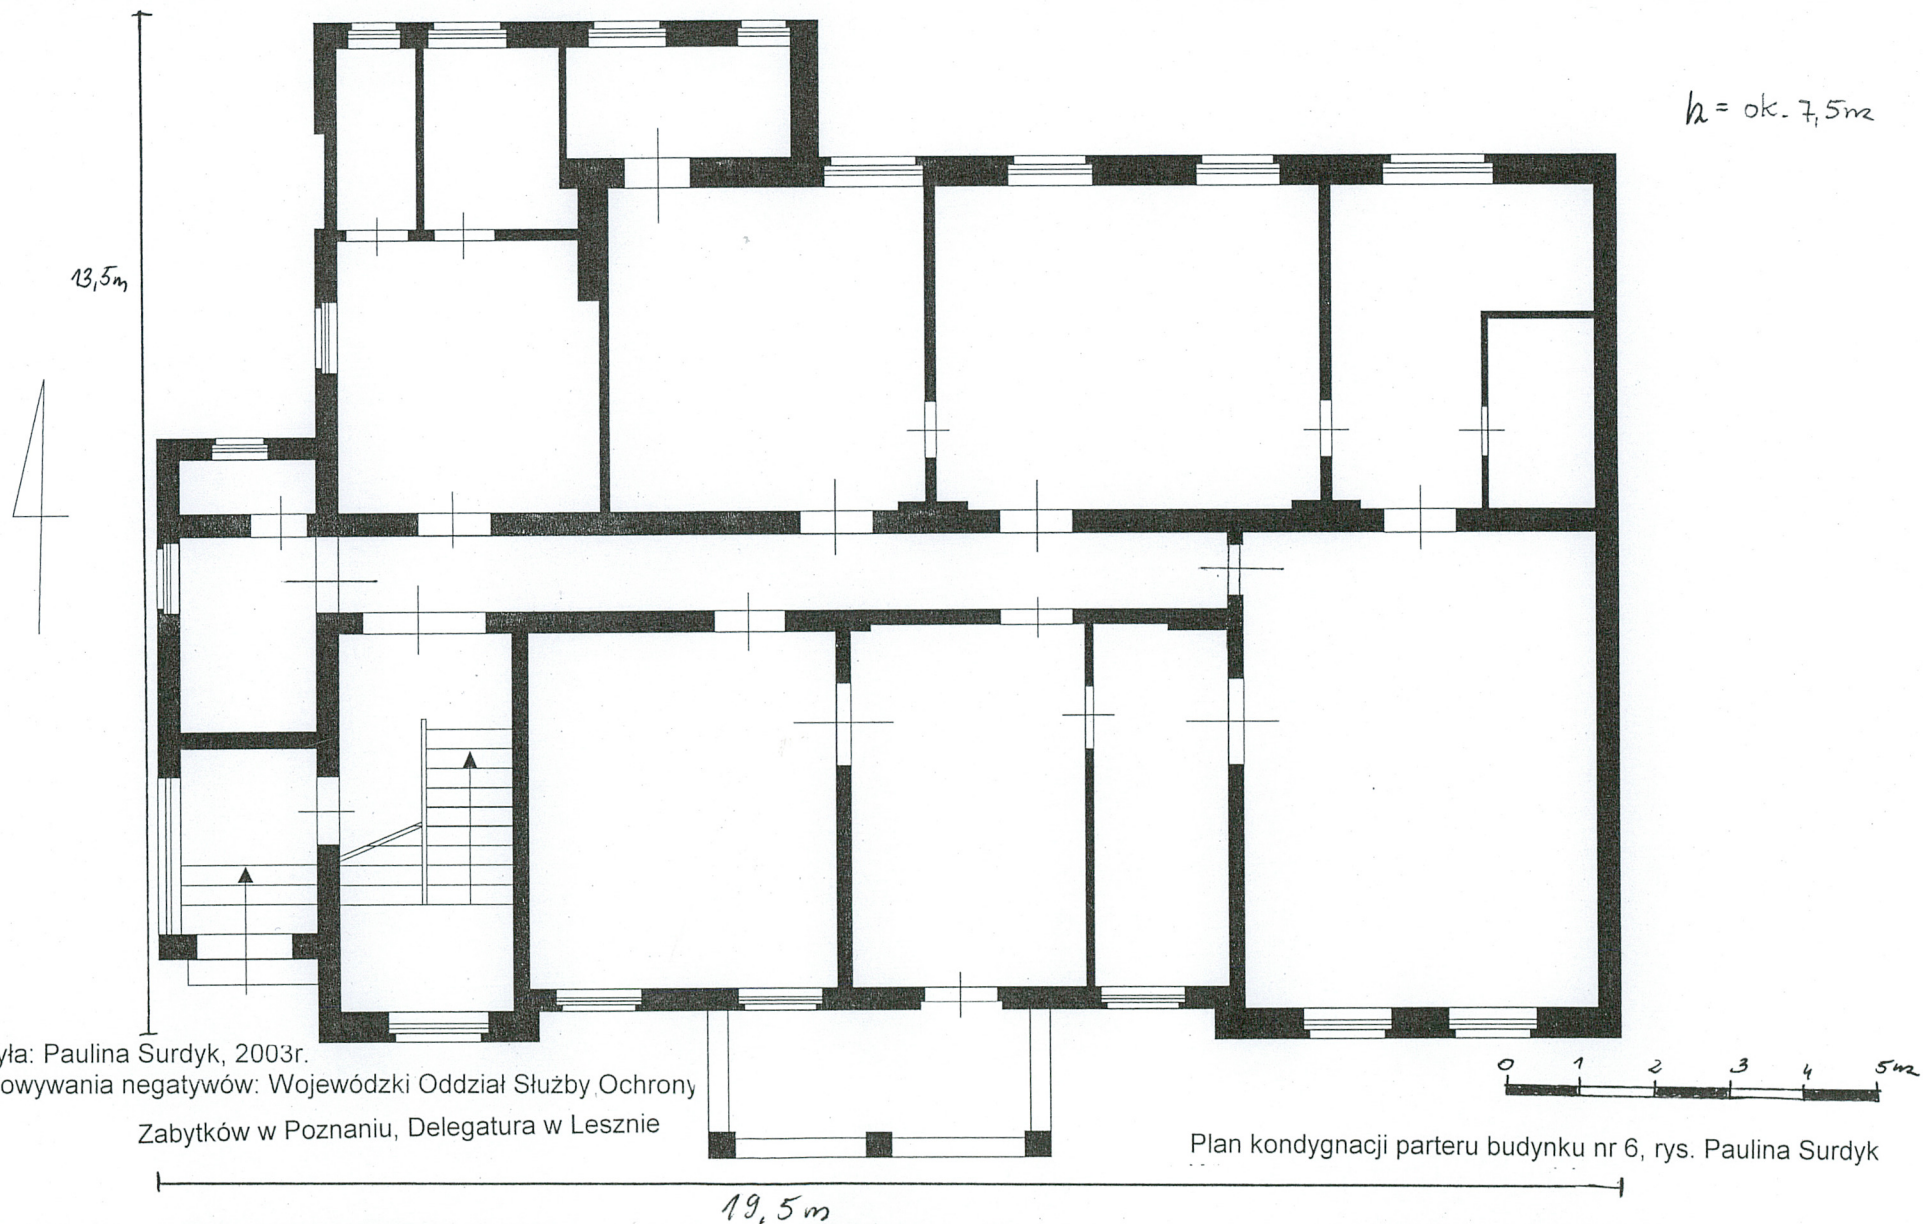 h = ok. 7,5m
13,5m
yła: Paulina Surdyk, 2003r.
owywania negatywów: Wojewódzki Oddział Służby Ochrony
Zabytków w Poznaniu, Delegatura w Lesznie
0 1 2 3 4 5m
Plan kondygnacji parteru budynku nr 6, rys. Paulina Surdyk
19,5m